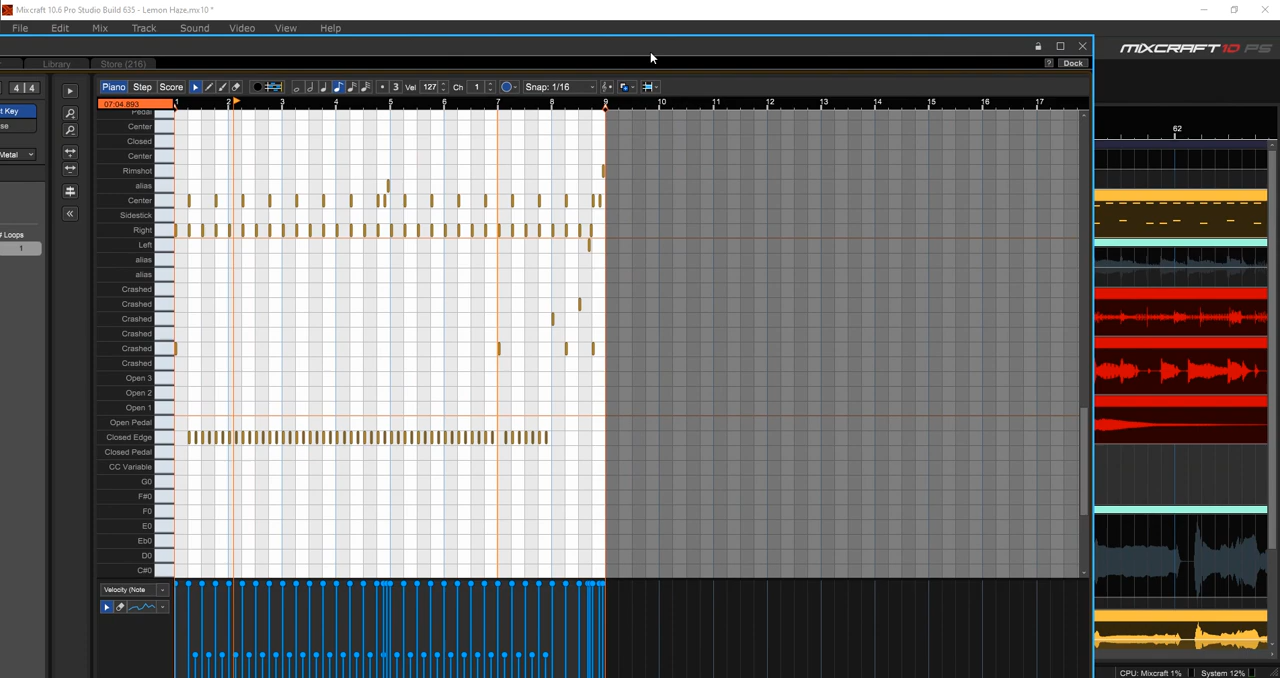 Mixcraft 10.6 Pro Studio Build 635 - Lemon Haze.mx10 *
File Edit Mix Track Sound Video View Help
MIXCRAFT 10 PS
Library Store (216)
? Dock
4 4
Piano Step Score
3 Vel 127 Ch 1 Snap: 1/16
t Key
07:04.893
1 2 3 4 5 6 7 8 9 10 11 12 13 14 15 16 17
Pedal
Center
62
Closed
Metal
Center
Rimshot
alias
Center
Sidestick
Right
# Loops
Left
1
alias
alias
Crashed
Crashed
Crashed
Crashed
Crashed
Crashed
Open 3
Open 2
Open 1
Open Pedal
Closed Edge
Closed Pedal
CC Variable
G0
F#0
F0
E0
Eb0
D0
C#0
Velocity (Note
CPU: Mixcraft 1% System 12%